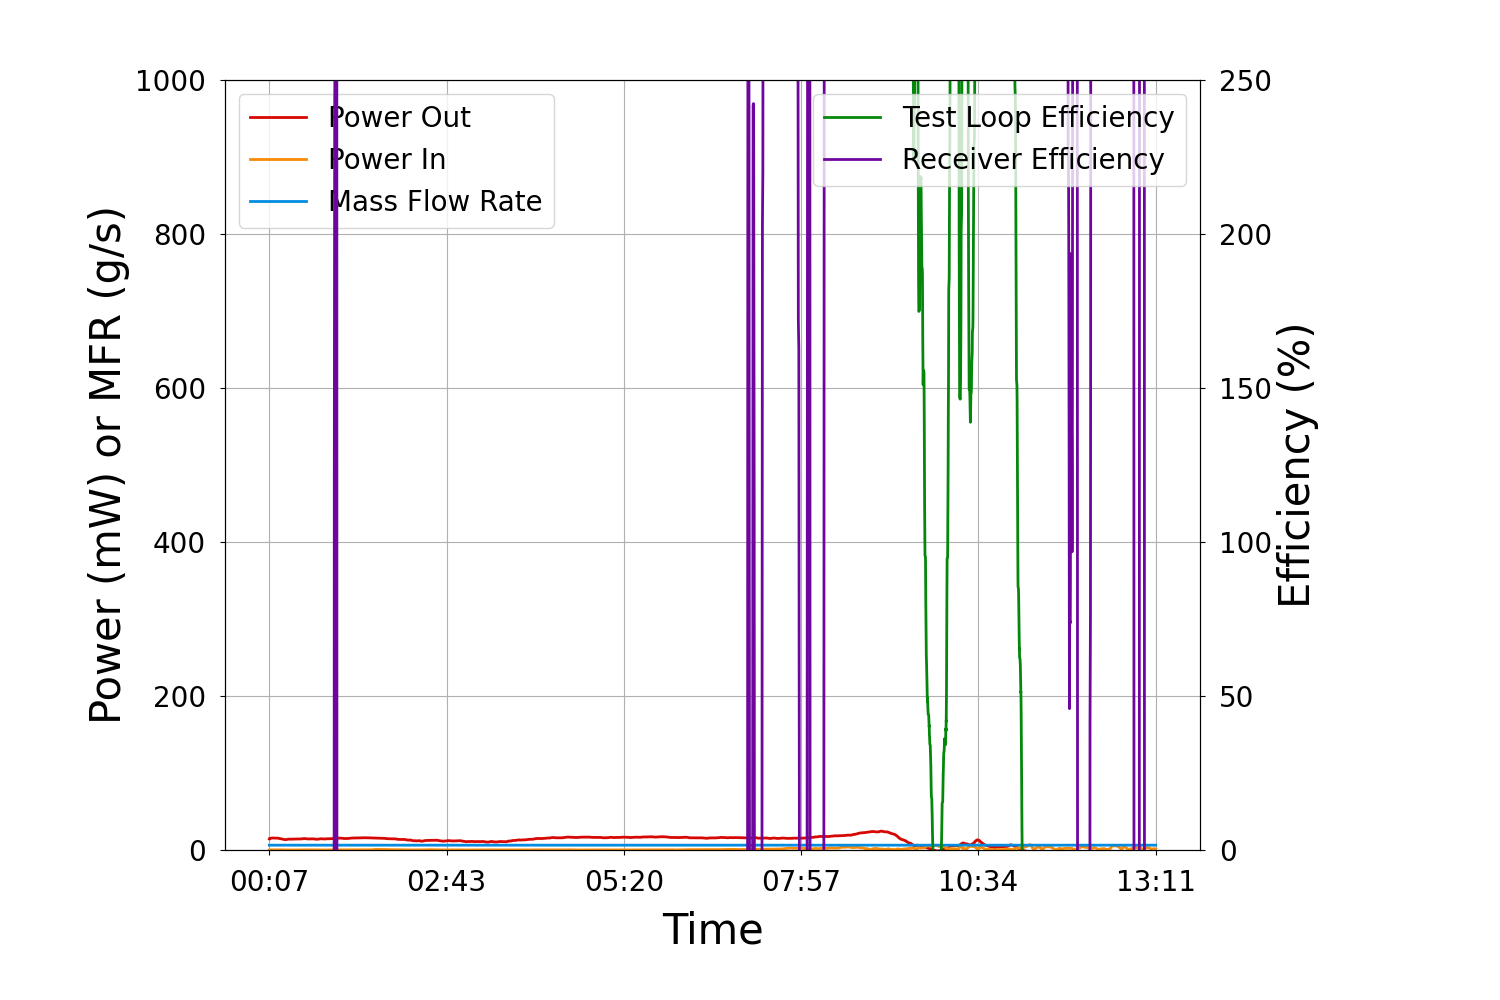 1000
800
600
400
200
0
Power (mW) or MFR (g/s)
Power Out
Power In
Mass Flow Rate
Test Loop Efficiency
Receiver Efficiency
250
200
150
100
50
0
Efficiency (%)
00:07 02:43 05:20 07:57 10:34 13:11
Time